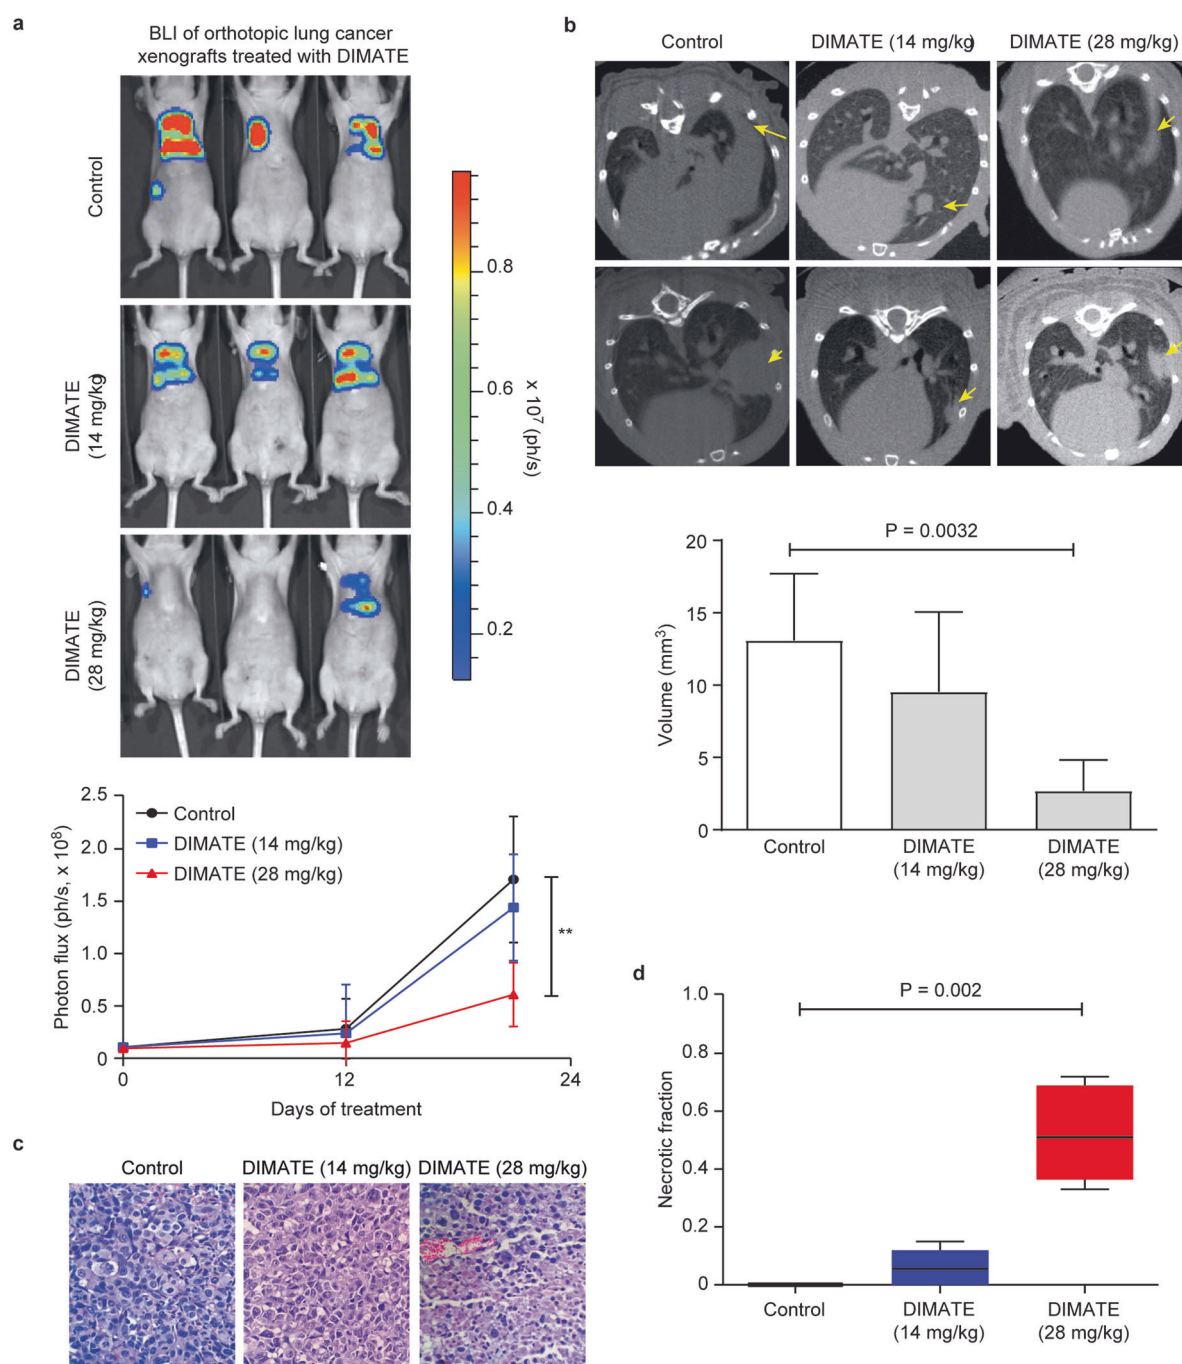 a
BLI of orthotopic lung cancer
xenografts treated with DIMATE
Control
DIMATE
(14 mg/kg)
DIMATE
(28 mg/kg)
0.8
0.6
0.4
0.2
x 10⁷ (ph/s)
2.5
2.0
1.5
1.0
0.5
0
Photon flux (ph/s, x 10⁸)
Control
DIMATE (14 mg/kg)
DIMATE (28 mg/kg)
**
0 12 24
Days of treatment
b
Control DIMATE (14 mg/kg) DIMATE (28 mg/kg)
P = 0.0032
20
15
10
5
0
Volume (mm³)
Control DIMATE DIMATE
(14 mg/kg) (28 mg/kg)
c
Control DIMATE (14 mg/kg) DIMATE (28 mg/kg)
d
P = 0.002
1.0
0.8
0.6
0.4
0.2
0
Necrotic fraction
Control DIMATE DIMATE
(14 mg/kg) (28 mg/kg)